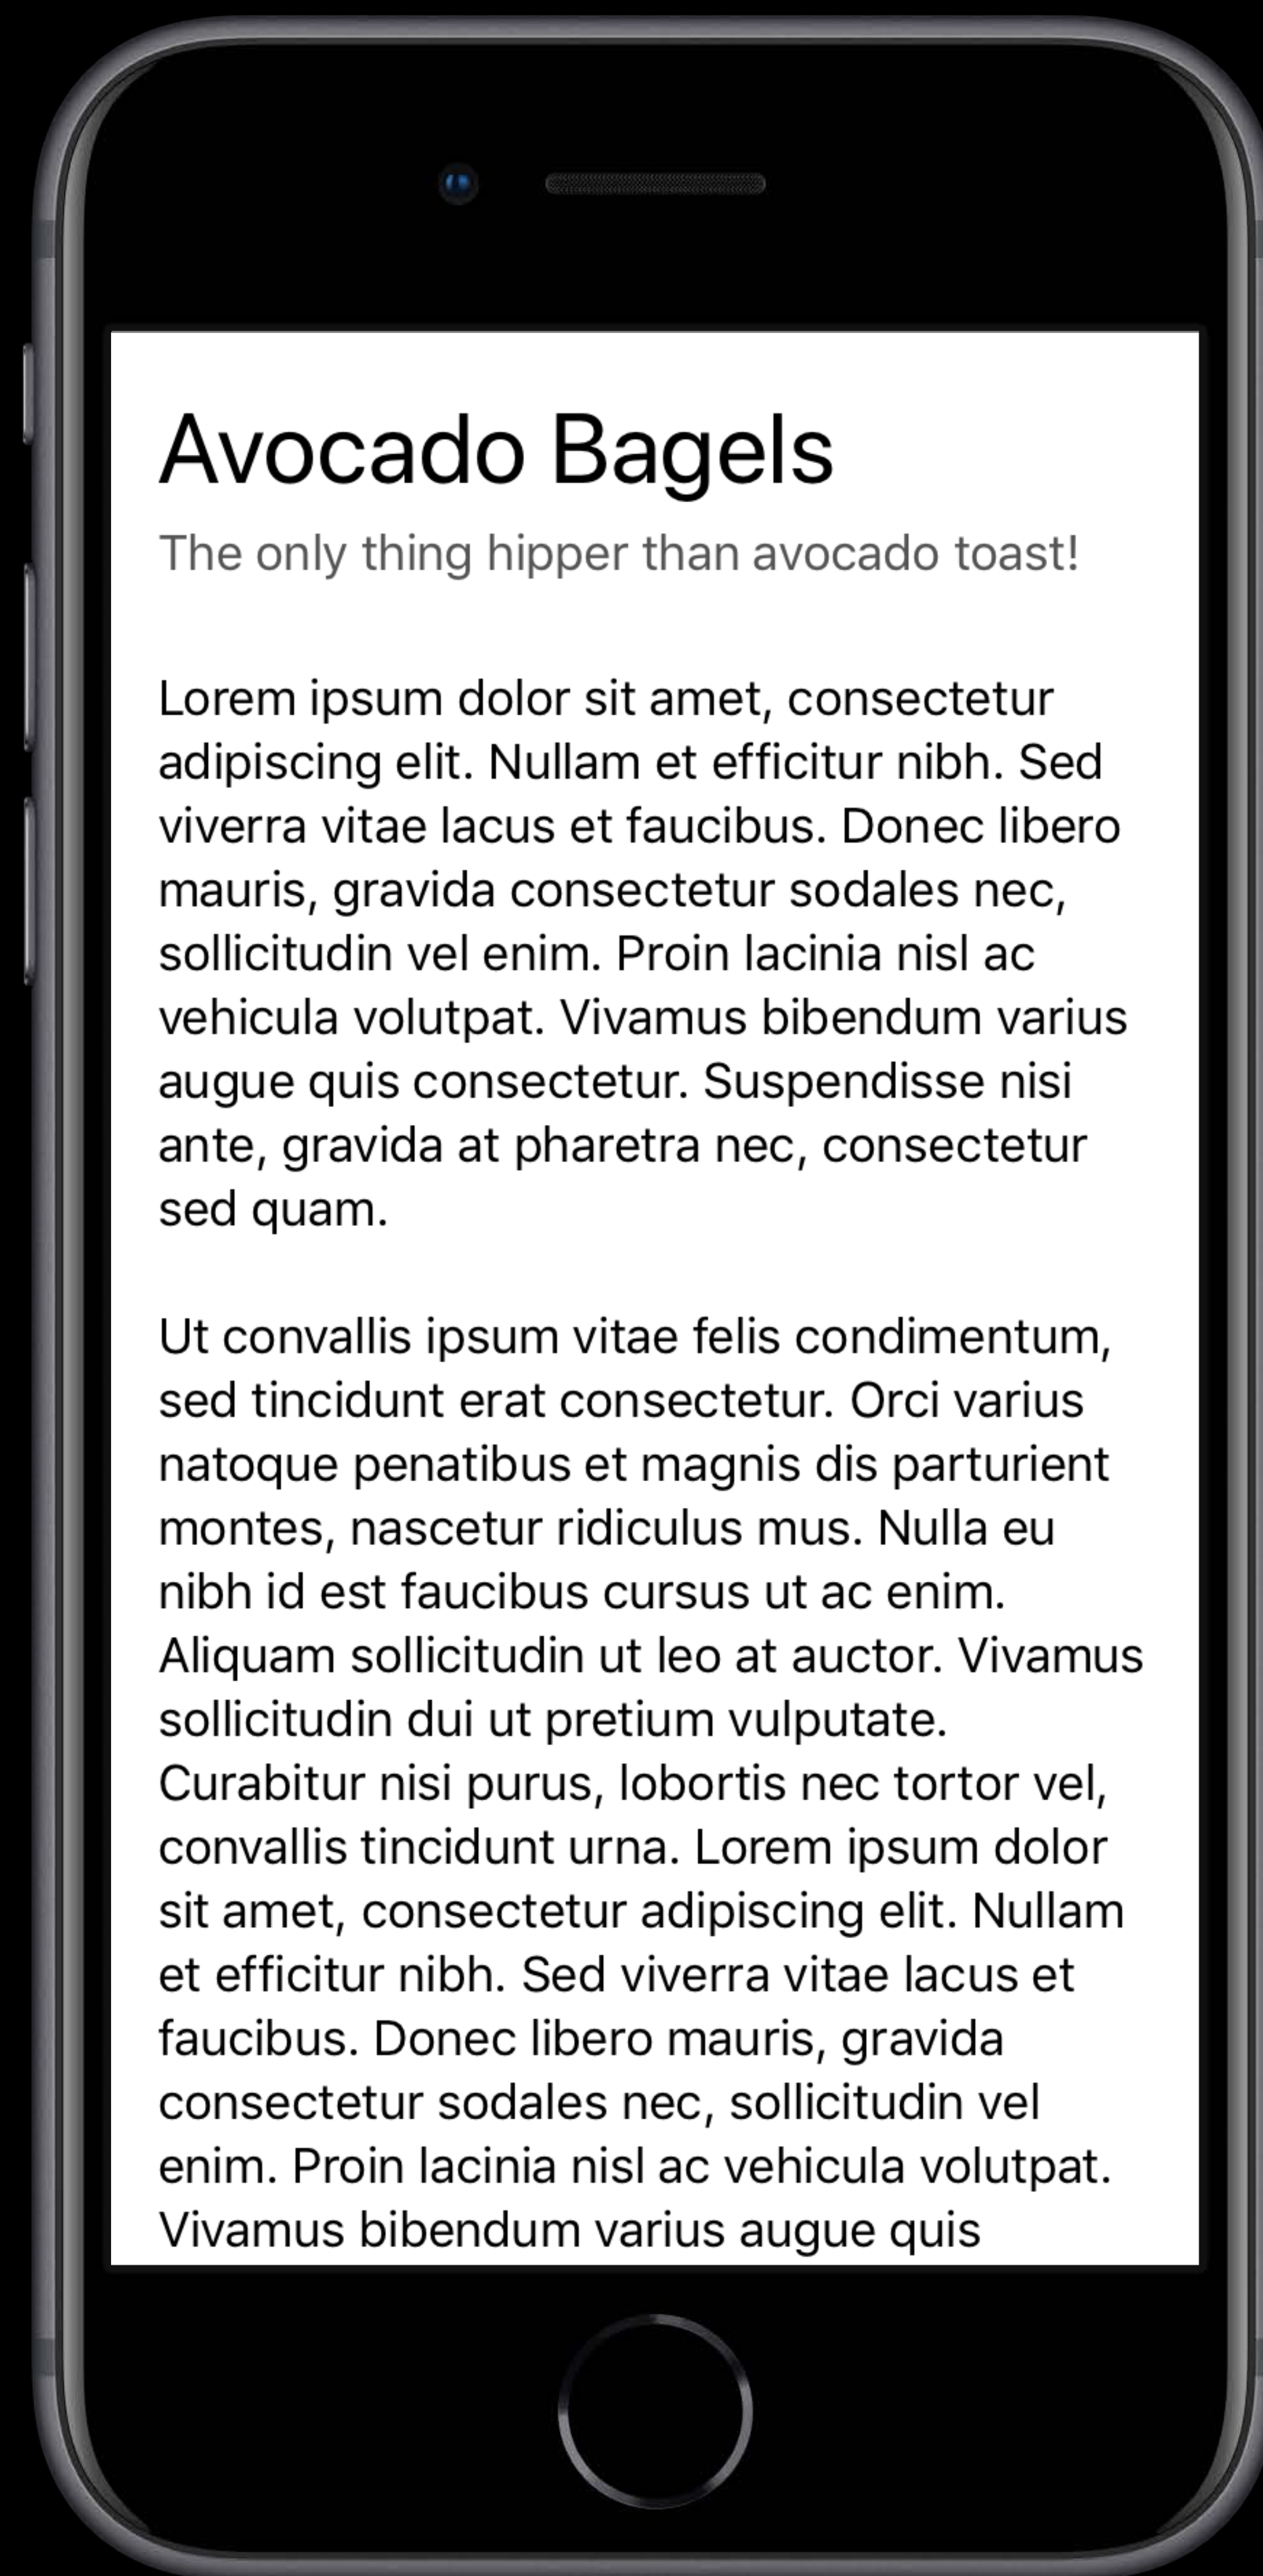 Avocado Bagels
The only thing hipper than avocado toast!
Lorem ipsum dolor sit amet, consectetur
adipiscing elit. Nullam et efficitur nibh. Sed
viverra vitae lacus et faucibus. Donec libero
mauris, gravida consectetur sodales nec,
sollicitudin vel enim. Proin lacinia nisl ac
vehicula volutpat. Vivamus bibendum varius
augue quis consectetur. Suspendisse nisi
ante, gravida at pharetra nec, consectetur
sed quam.
Ut convallis ipsum vitae felis condimentum,
sed tincidunt erat consectetur. Orci varius
natoque penatibus et magnis dis parturient
montes, nascetur ridiculus mus. Nulla eu
nibh id est faucibus cursus ut ac enim.
Aliquam sollicitudin ut leo at auctor. Vivamus
sollicitudin dui ut pretium vulputate.
Curabitur nisi purus, lobortis nec tortor vel,
convallis tincidunt urna. Lorem ipsum dolor
sit amet, consectetur adipiscing elit. Nullam
et efficitur nibh. Sed viverra vitae lacus et
faucibus. Donec libero mauris, gravida
consectetur sodales nec, sollicitudin vel
enim. Proin lacinia nisl ac vehicula volutpat.
Vivamus bibendum varius augue quis